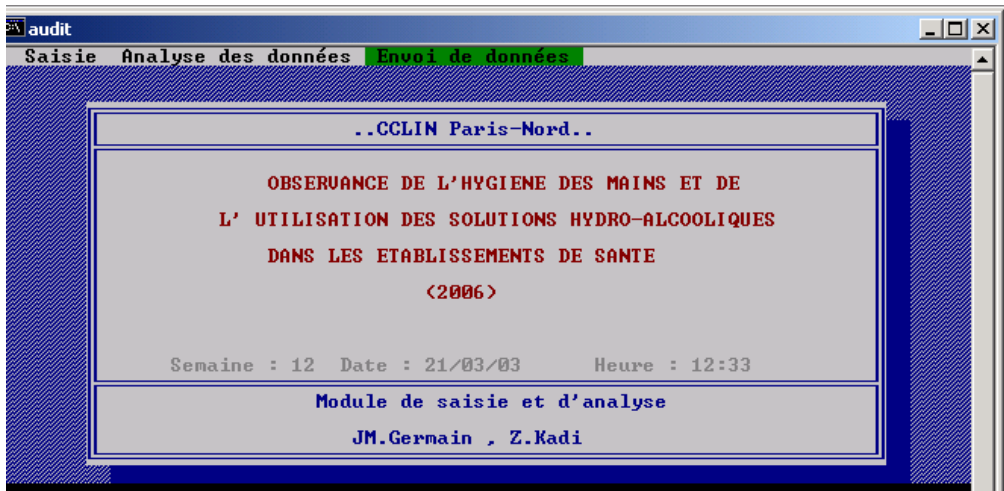 audit
Saisie Analyse des données Envoi de données
..CCLIN Paris-Nord..
OBSERVANCE DE L'HYGIENE DES MAINS ET DE
L' UTILISATION DES SOLUTIONS HYDRO-ALCOOLIQUES
DANS LES ETABLISSEMENTS DE SANTE
(2006)
Semaine : 12 Date : 21/03/03 Heure : 12:33
Module de saisie et d'analyse
JM.Germain , Z.Kadi